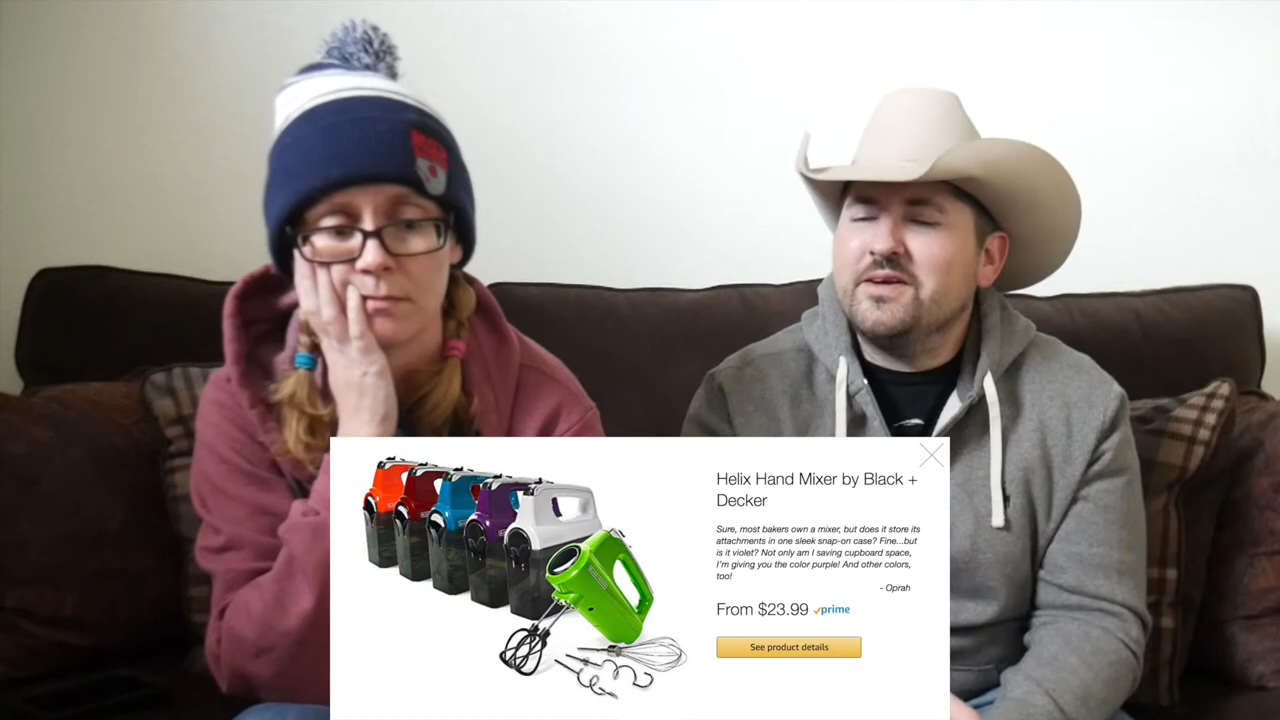 Helix Hand Mixer by Black +
Decker
Sure, most bakers own a mixer, but does it store its
attachments in one sleek snap-on case? Fine...but
is it violet? Not only am I saving cupboard space,
I'm giving you the color purple! And other colors,
too!
- Oprah
From $23.99 prime
See product details